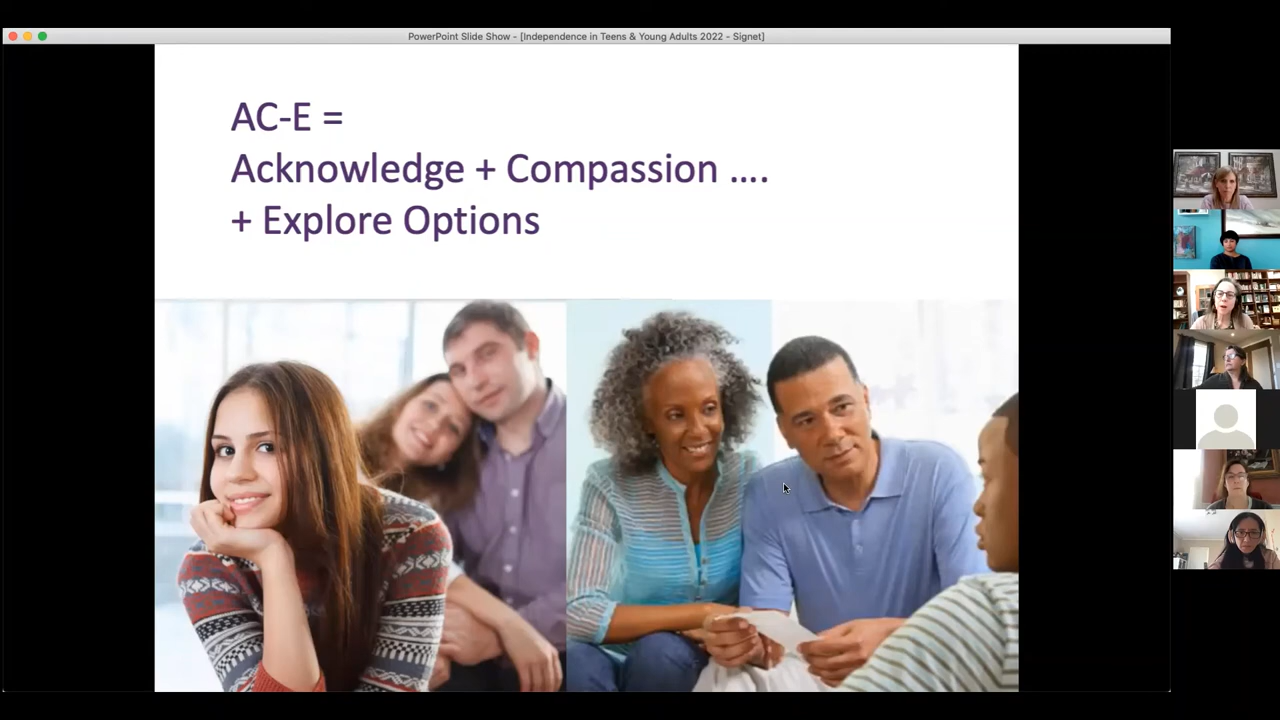 PowerPoint Slide Show - [Independence in Teens & Young Adults 2022 - Signet]
AC-E =
Acknowledge + Compassion ....
+ Explore Options